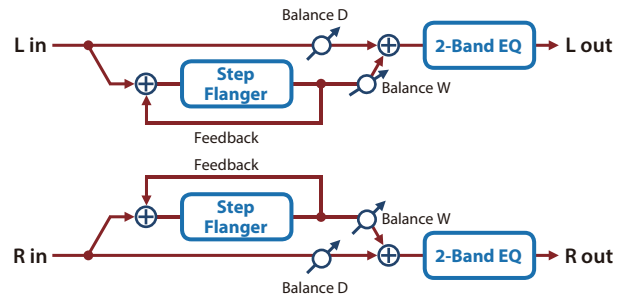 Balance D
L in
2-Band EQ
L out
Step
Flanger
Balance W
Feedback
Feedback
Step
Flanger
Balance W
R in
2-Band EQ
R out
Balance D